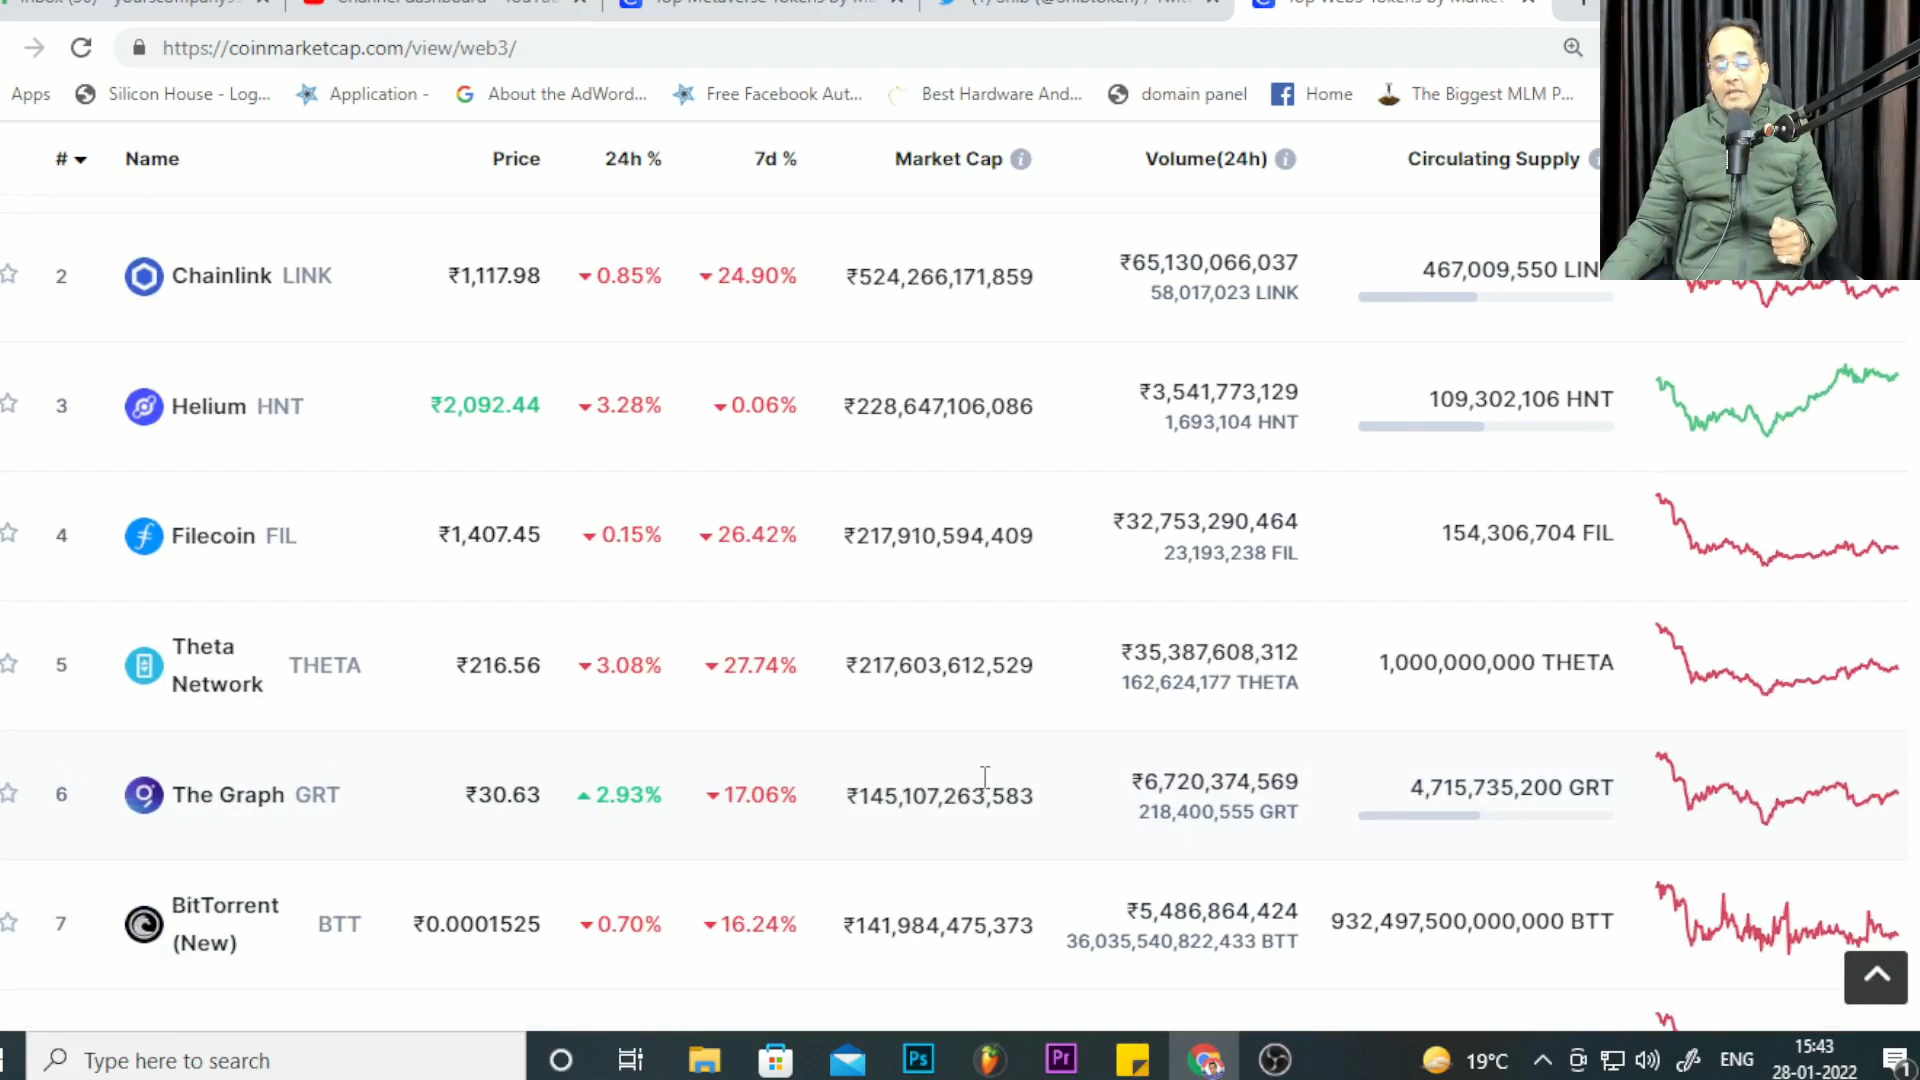 https://coinmarketcap.com/view/web3/
Apps Silicon House - Log... Application - About the AdWord... Free Facebook Aut... Best Hardware And... domain panel Home The Biggest MLM P...
# Name Price 24h % 7d % Market Cap Volume(24h) Circulating Supply
2 Chainlink LINK ₹1,117.98 0.85% 24.90% ₹524,266,171,859 ₹65,130,066,037 467,009,550 LIN
58,017,023 LINK
3 Helium HNT ₹2,092.44 3.28% 0.06% ₹228,647,106,086 ₹3,541,773,129 109,302,106 HNT
1,693,104 HNT
4 Filecoin FIL ₹1,407.45 0.15% 26.42% ₹217,910,594,409 ₹32,753,290,464 154,306,704 FIL
23,193,238 FIL
5 Theta Network THETA ₹216.56 3.08% 27.74% ₹217,603,612,529 ₹35,387,608,312 1,000,000,000 THETA
162,624,177 THETA
6 The Graph GRT ₹30.63 2.93% 17.06% ₹145,107,263,583 ₹6,720,374,569 4,715,735,200 GRT
218,400,555 GRT
7 BitTorrent (New) BTT ₹0.0001525 0.70% 16.24% ₹141,984,475,373 ₹5,486,864,424 932,497,500,000,000 BTT
36,035,540,822,433 BTT
Type here to search Ps Pr 19°C ENG 15:43
28-01-2022 1